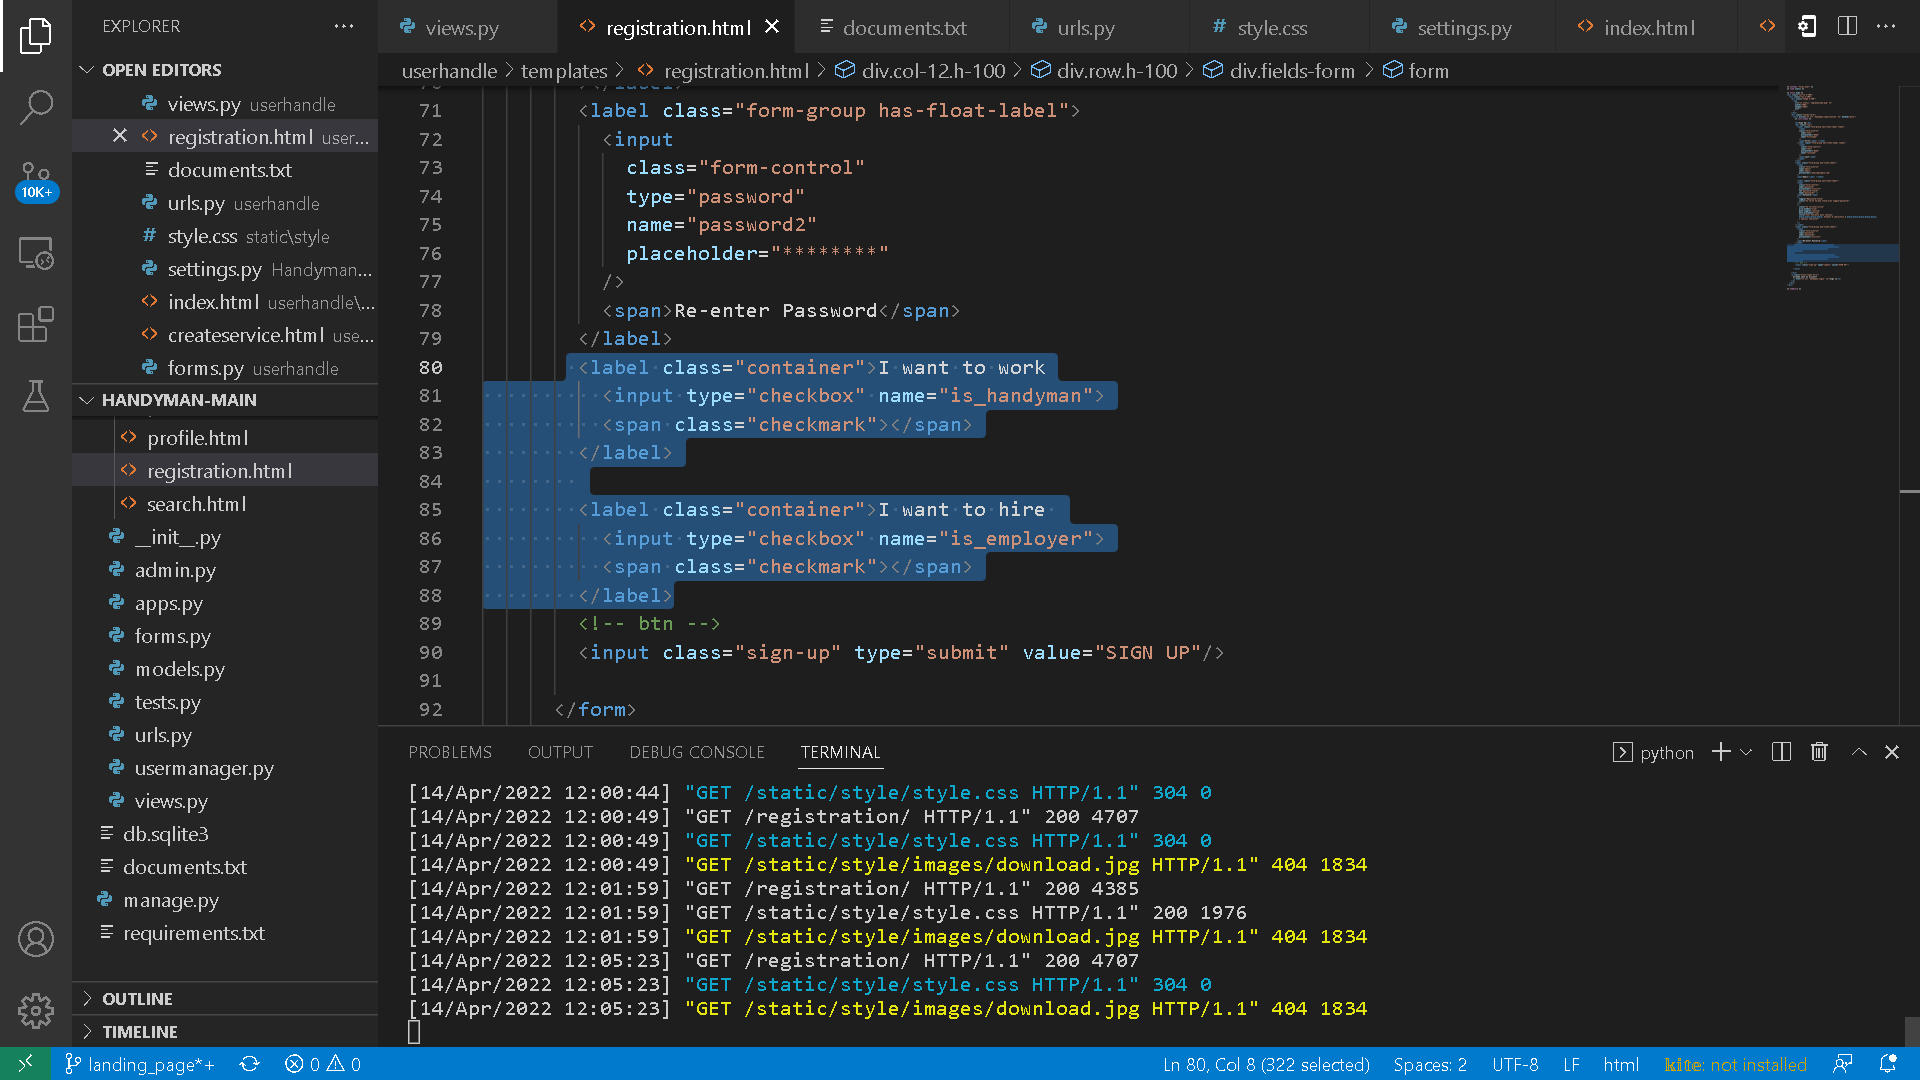 EXPLORER
OPEN EDITORS
views.py userhandle
registration.html user...
documents.txt
urls.py userhandle
style.css static\style
settings.py Handyman...
index.html userhandle\...
createservice.html use...
forms.py userhandle
HANDYMAN-MAIN
profile.html
registration.html
search.html
__init__.py
admin.py
apps.py
forms.py
models.py
tests.py
urls.py
usermanager.py
views.py
db.sqlite3
documents.txt
manage.py
requirements.txt
OUTLINE
TIMELINE
10K+
views.py registration.html documents.txt urls.py # style.css settings.py index.html
userhandle > templates > registration.html > div.col-12.h-100 > div.row.h-100 > div.fields-form > form
71 <label class="form-group has-float-label">
72 <input
73 class="form-control"
74 type="password"
75 name="password2"
76 placeholder="********"
77 />
78 <span>Re-enter Password</span>
79 </label>
80 <label class="container">I want to work
81 <input type="checkbox" name="is_handyman">
82 <span class="checkmark"></span>
83 </label>
84
85 <label class="container">I want to hire
86 <input type="checkbox" name="is_employer">
87 <span class="checkmark"></span>
88 </label>
89 <!-- btn -->
90 <input class="sign-up" type="submit" value="SIGN UP"/>
91
92 </form>
PROBLEMS OUTPUT DEBUG CONSOLE TERMINAL python
[14/Apr/2022 12:00:44] "GET /static/style/style.css HTTP/1.1" 304 0
[14/Apr/2022 12:00:49] "GET /registration/ HTTP/1.1" 200 4707
[14/Apr/2022 12:00:49] "GET /static/style/style.css HTTP/1.1" 304 0
[14/Apr/2022 12:00:49] "GET /static/style/images/download.jpg HTTP/1.1" 404 1834
[14/Apr/2022 12:01:59] "GET /registration/ HTTP/1.1" 200 4385
[14/Apr/2022 12:01:59] "GET /static/style/style.css HTTP/1.1" 200 1976
[14/Apr/2022 12:01:59] "GET /static/style/images/download.jpg HTTP/1.1" 404 1834
[14/Apr/2022 12:05:23] "GET /registration/ HTTP/1.1" 200 4707
[14/Apr/2022 12:05:23] "GET /static/style/style.css HTTP/1.1" 304 0
[14/Apr/2022 12:05:23] "GET /static/style/images/download.jpg HTTP/1.1" 404 1834
landing_page*+ 0 0 Ln 80, Col 8 (322 selected) Spaces: 2 UTF-8 LF html kite: not installed